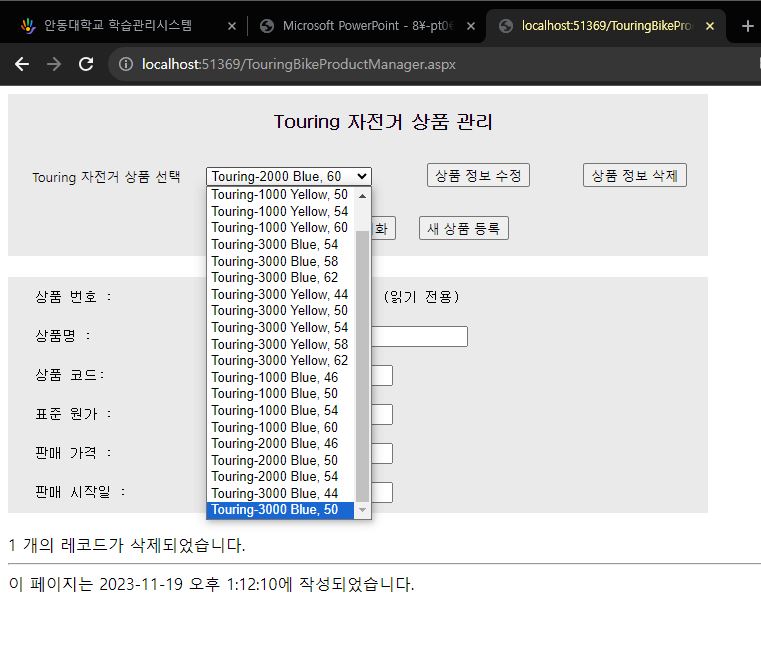 안동대학교 학습관리시스템
Microsoft PowerPoint - 8¥-pt0
localhost:51369/TouringBikePro
localhost:51369/TouringBikeProductManager.aspx
Touring 자전거 상품 관리
Touring 자전거 상품 선택
Touring-2000 Blue, 60
상품 정보 수정
상품 정보 삭제
화
새 상품 등록
Touring-1000 Yellow, 50
Touring-1000 Yellow, 54
Touring-1000 Yellow, 60
Touring-3000 Blue, 54
Touring-3000 Blue, 58
Touring-3000 Blue, 62
Touring-3000 Yellow, 44
Touring-3000 Yellow, 50
Touring-3000 Yellow, 54
Touring-3000 Yellow, 58
Touring-3000 Yellow, 62
Touring-1000 Blue, 46
Touring-1000 Blue, 50
Touring-1000 Blue, 54
Touring-1000 Blue, 60
Touring-2000 Blue, 46
Touring-2000 Blue, 50
Touring-2000 Blue, 54
Touring-3000 Blue, 44
Touring-3000 Blue, 50
상품 번호 :
(읽기 전용)
상품명 :
상품 코드:
표준 원가 :
판매 가격 :
판매 시작일 :
1 개의 레코드가 삭제되었습니다.
이 페이지는 2023-11-19 오후 1:12:10에 작성되었습니다.